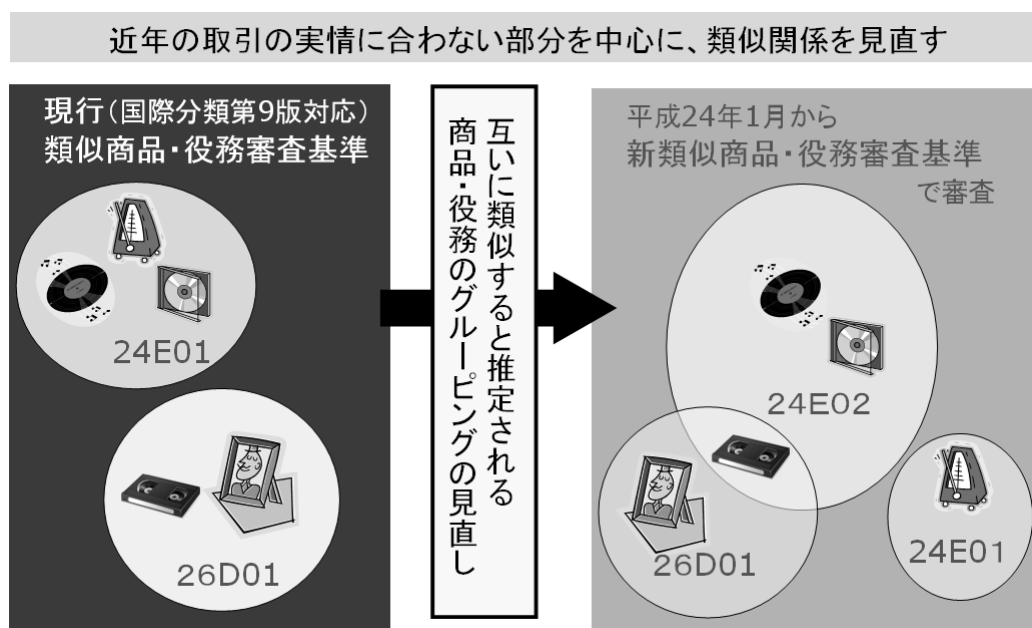 近年の取引の実情に合わない部分を中心に、類似関係を見直す
現行(国際分類第9版対応)
類似商品・役務審査基準
24E01
26D01
互いに類似すると推定される
商品・役務のグルーピングの見直し
平成24年1月から
新類似商品・役務審査基準
で審査
24E02
26D01
24E01